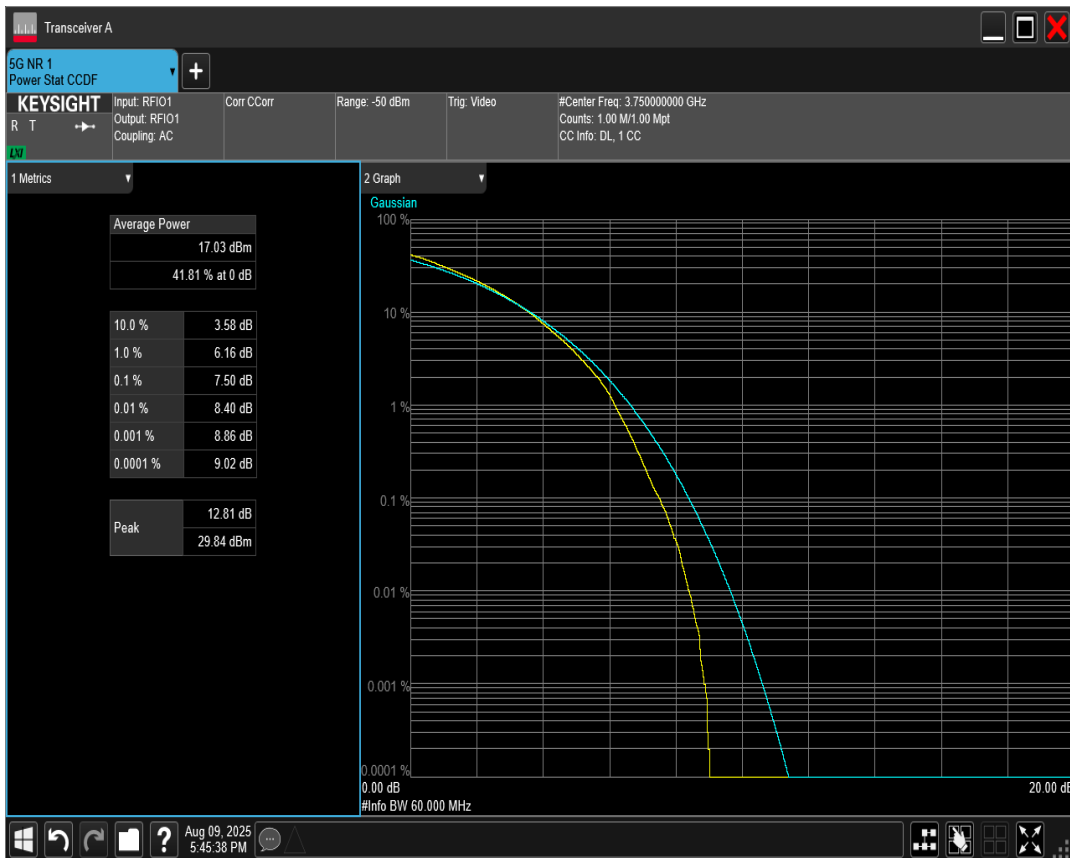 Transceiver A
5G NR 1
Power Stat CCDF
+
KEYSIGHT
R T
LXI
Input: RFIO1
Output: RFIO1
Coupling: AC
Corr CCorr
Range: -50 dBm
Trig: Video
#Center Freq: 3.750000000 GHz
Counts: 1.00 M/1.00 Mpt
CC Info: DL, 1 CC
1 Metrics
Average Power
17.03 dBm
41.81 % at 0 dB
10.0 % 3.58 dB
1.0 % 6.16 dB
0.1 % 7.50 dB
0.01 % 8.40 dB
0.001 % 8.86 dB
0.0001 % 9.02 dB
Peak
12.81 dB
29.84 dBm
2 Graph
Gaussian
100 %
10 %
1 %
0.1 %
0.01 %
0.001 %
0.0001 %
0.00 dB 20.00 dB
#Info BW 60.000 MHz
?
Aug 09, 2025
5:45:38 PM